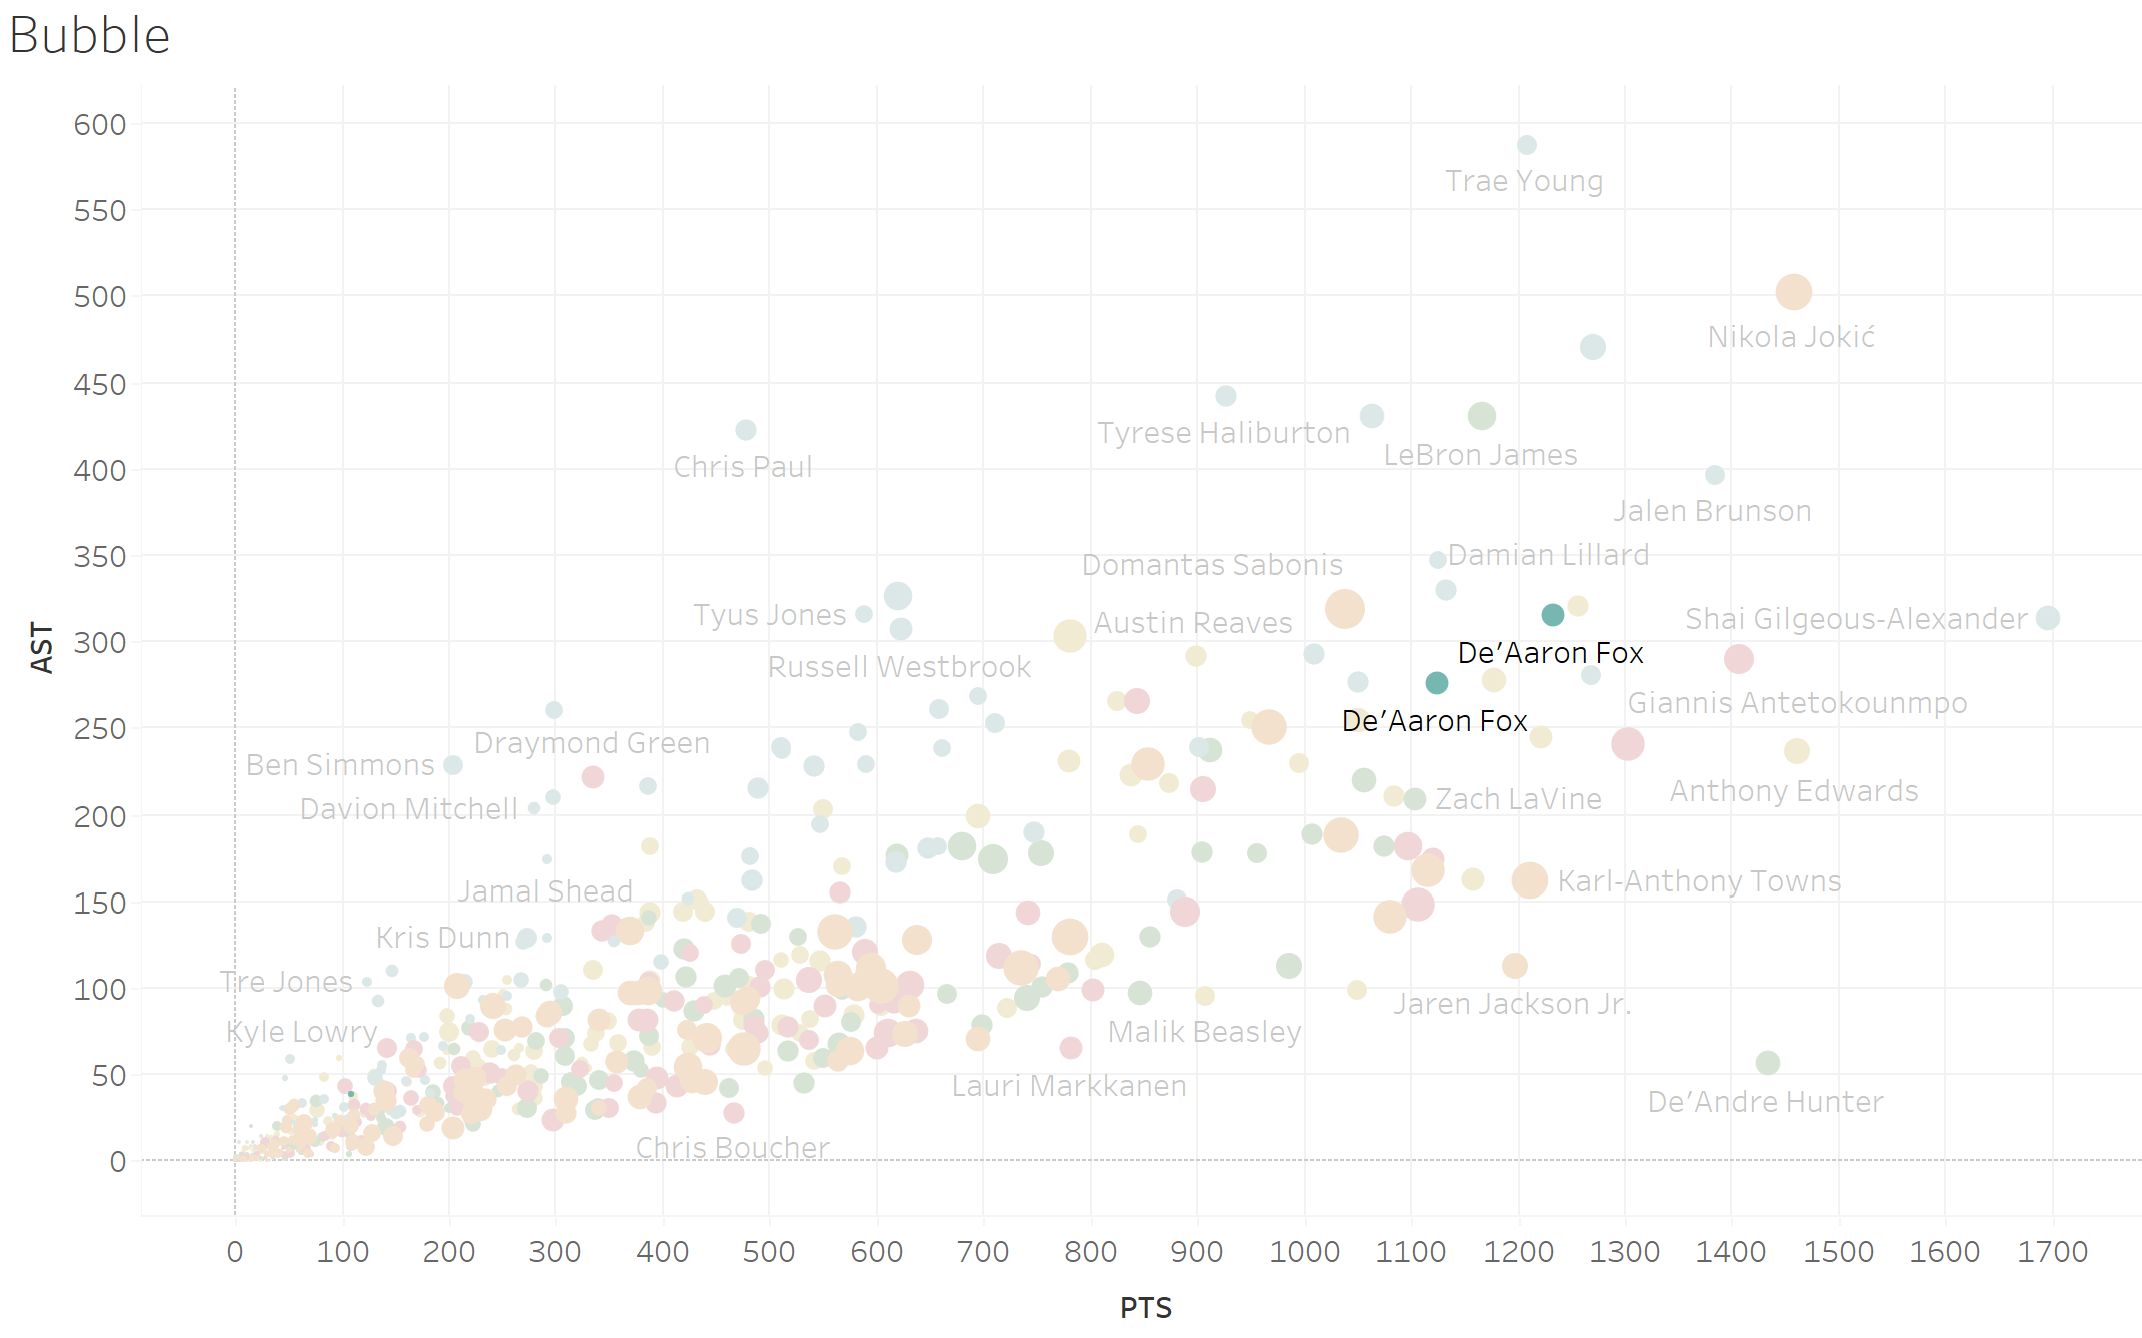 Bubble
600
Trae Young
550
500
Nikola Jokić
450
Tyrese Haliburton
LeBron James
Chris Paul
400
Jalen Brunson
350
Domantas Sabonis
Damian Lillard
Tyus Jones
Austin Reaves
Shai Gilgeous-Alexander
AST
300
De'Aaron Fox
Russell Westbrook
Giannis Antetokounmpo
De'Aaron Fox
250
Draymond Green
Ben Simmons
Anthony Edwards
Davion Mitchell
Zach LaVine
200
Jamal Shead
Karl-Anthony Towns
150
Kris Dunn
Tre Jones
100
Jaren Jackson Jr.
Kyle Lowry
Malik Beasley
50
Lauri Markkanen
De'Andre Hunter
Chris Boucher
0
0 100 200 300 400 500 600 700 800 900 1000 1100 1200 1300 1400 1500 1600 1700
PTS